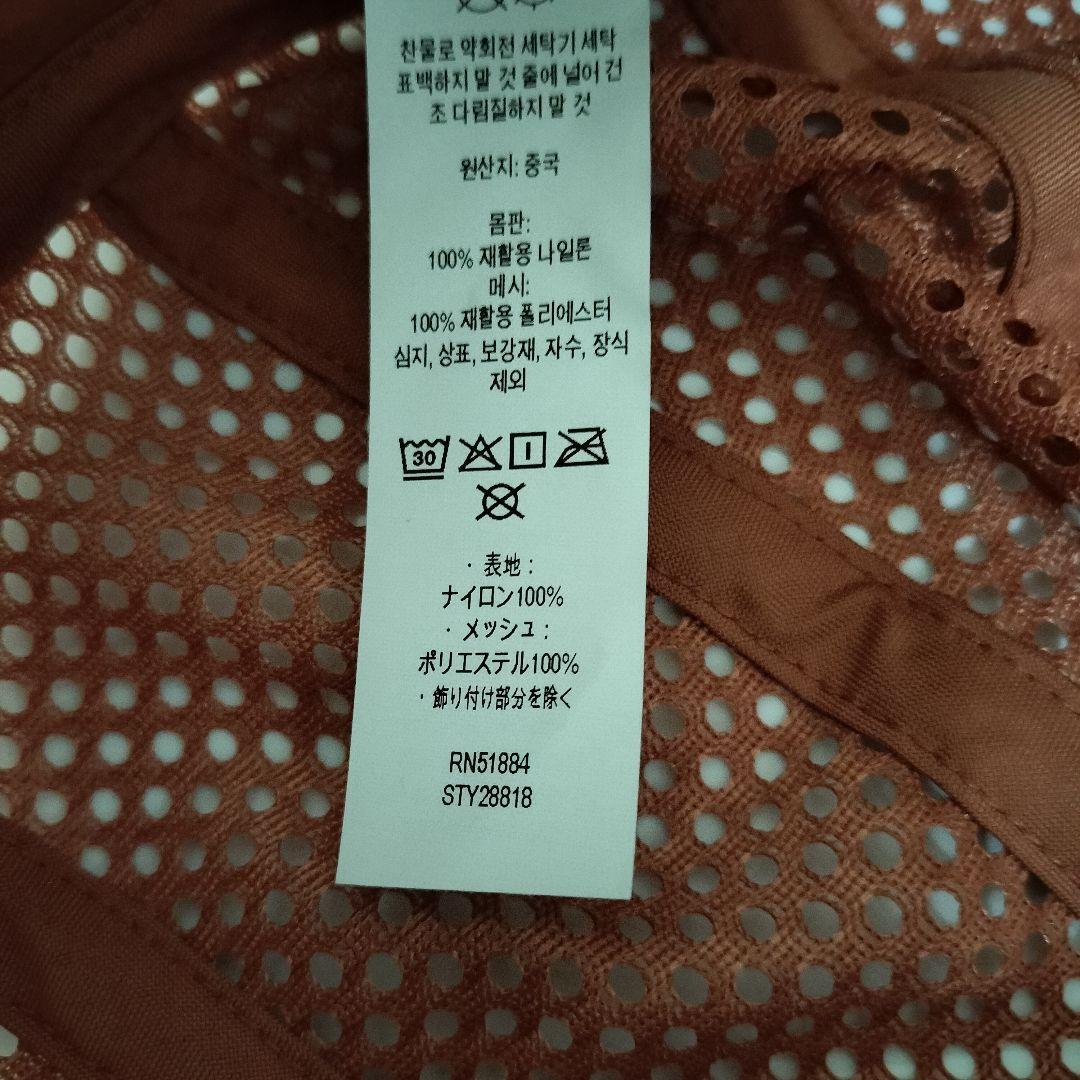 찬물로 약회전 세탁기 세탁
표백하지 말 것 줄에 널어 건
조 다림질하지 말 것
원산지: 중국
몸판:
100% 재활용 나일론
메시:
100% 재활용 폴리에스터
심지, 상표, 보강재, 자수, 장식
제외
30
・表地：
ナイロン100%
・メッシュ：
ポリエステル100%
・飾り付け部分を除く
RN51884
STY28818